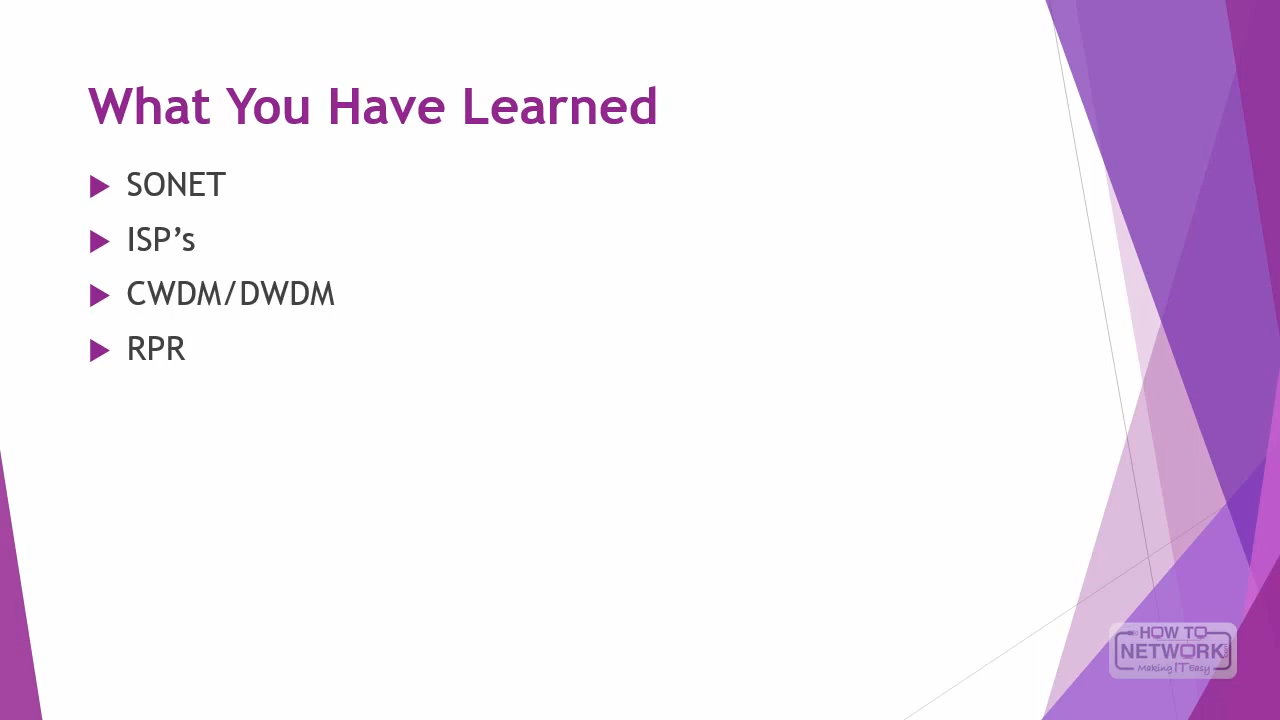 What You Have Learned
SONET
ISP’s
CWDM/DWDM
RPR
HOW TO
NETWORK
Making IT Easy